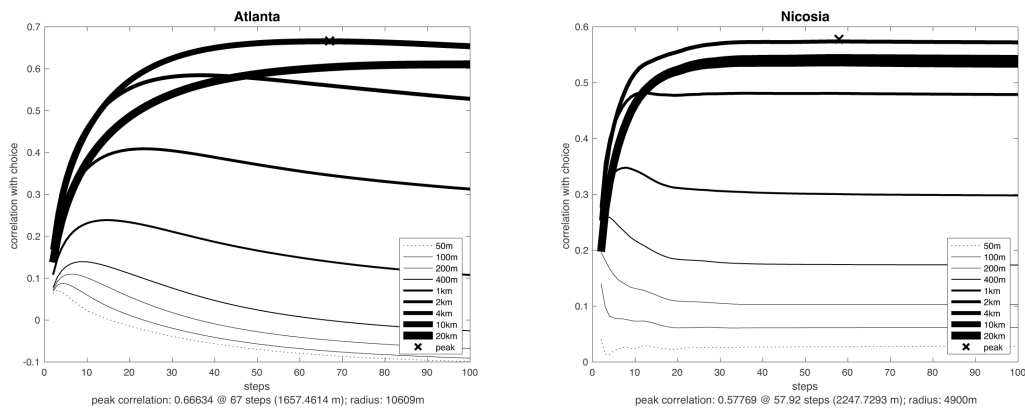 Atlanta
0.7
0.6
0.5
0.4
0.3
0.2
0.1
0
-0.1
correlation with choice
0 10 20 30 40 50 60 70 80 90 100
steps
50m
100m
200m
400m
1km
2km
4km
10km
20km
peak
peak correlation: 0.66634 @ 67 steps (1657.4614 m); radius: 10609m
Nicosia
0.6
0.5
0.4
0.3
0.2
0.1
0
correlation with choice
0 10 20 30 40 50 60 70 80 90 100
steps
50m
100m
200m
400m
1km
2km
4km
10km
20km
peak
peak correlation: 0.57769 @ 57.92 steps (2247.7293 m); radius: 4900m